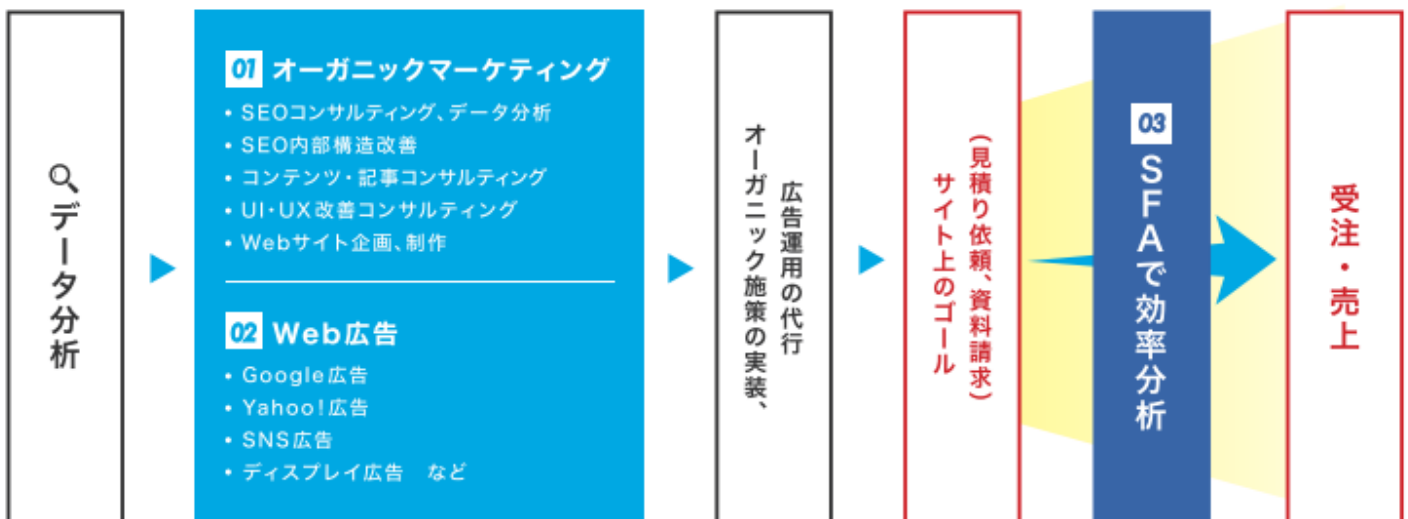 データ分析
01 オーガニックマーケティング
• SEOコンサルティング、データ分析
• SEO内部構造改善
• コンテンツ・記事コンサルティング
• UI・UX改善コンサルティング
• Webサイト企画、制作
02 Web広告
• Google広告
• Yahoo!広告
• SNS広告
• ディスプレイ広告　など
広告運用の代行
オーガニック施策の実装、
(見積り依頼、資料請求)
サイト上のゴール
03 SFAで効率分析
受注・売上